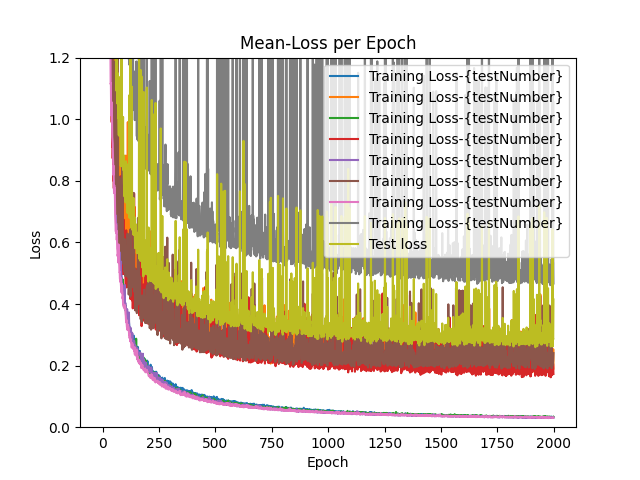 Mean-Loss per Epoch
1.2
1.0
0.8
0.6
0.4
0.2
0.0
Loss
Training Loss-{testNumber}
Training Loss-{testNumber}
Training Loss-{testNumber}
Training Loss-{testNumber}
Training Loss-{testNumber}
Training Loss-{testNumber}
Training Loss-{testNumber}
Training Loss-{testNumber}
Test loss
0 250 500 750 1000 1250 1500 1750 2000
Epoch